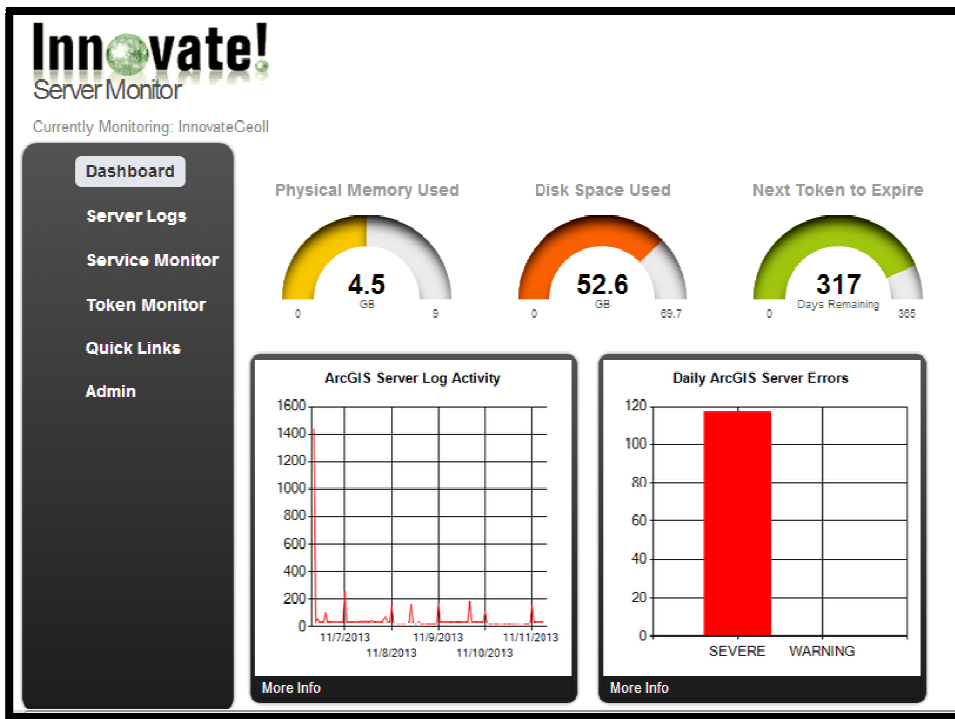 Innovate!
Server Monitor
Currently Monitoring: InnovateGeoII
Dashboard
Server Logs
Service Monitor
Token Monitor
Quick Links
Admin
Physical Memory Used
4.5
GB
0 9
Disk Space Used
52.6
GB
0 69.7
Next Token to Expire
317
Days Remaining
0 365
ArcGIS Server Log Activity
1600
1400
1200
1000
800
600
400
200
0
11/7/2013 11/9/2013 11/11/2013
11/8/2013 11/10/2013
More Info
Daily ArcGIS Server Errors
120
100
80
60
40
20
0
SEVERE WARNING
More Info